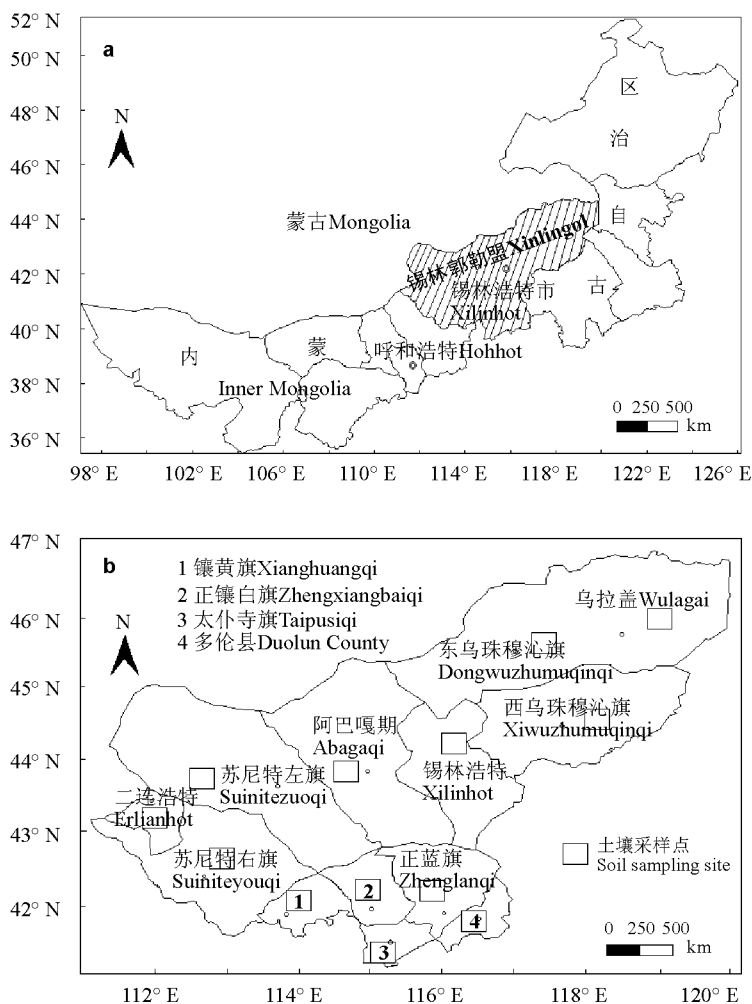 52° N
a
50° N
48° N
46° N
44° N
42° N
40° N
38° N
36° N
N
区
治
自
古
蒙
内
蒙古Mongolia
锡林郭勒盟Xinlingol
锡林浩特市
Xilinhot
呼和浩特Hohhot
Inner Mongolia
0 250 500
km
98° E 102° E 106° E 110° E 114° E 118° E 122° E 126° E
47° N
b
46° N
45° N
44° N
43° N
42° N
N
1 镶黄旗Xianghuangqi
2 正镶白旗Zhengxiangbaiqi
3 太仆寺旗Taipusiqi
4 多伦县Duolun County
乌拉盖Wulagai
东乌珠穆沁旗
Dongwuzhumuqinqi
西乌珠穆沁旗
Xiwuzhumuqinqi
阿巴嘎期
Abagaqi
锡林浩特
Xilinhot
苏尼特左旗
Suinitezuoqi
二连浩特
Erlianhot
苏尼特右旗
Suiniteyouqi
正蓝旗
Zhenglanqi
1
2
3
4
土壤采样点
Soil sampling site
0 250 500
km
112° E 114° E 116° E 118° E 120° E